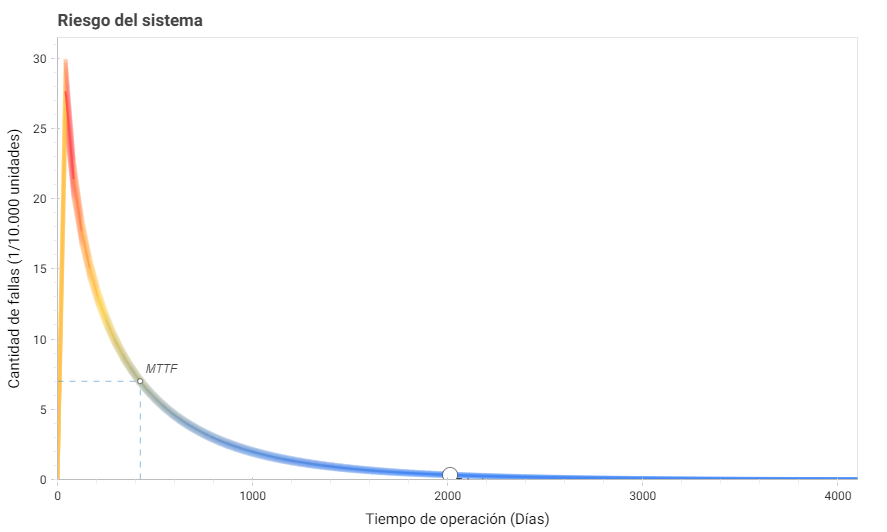 Riesgo del sistema
30
25
20
15
10
5
0
Cantidad de fallas (1/10.000 unidades)
MTTF
0 1000 2000 3000 4000
Tiempo de operación (Días)